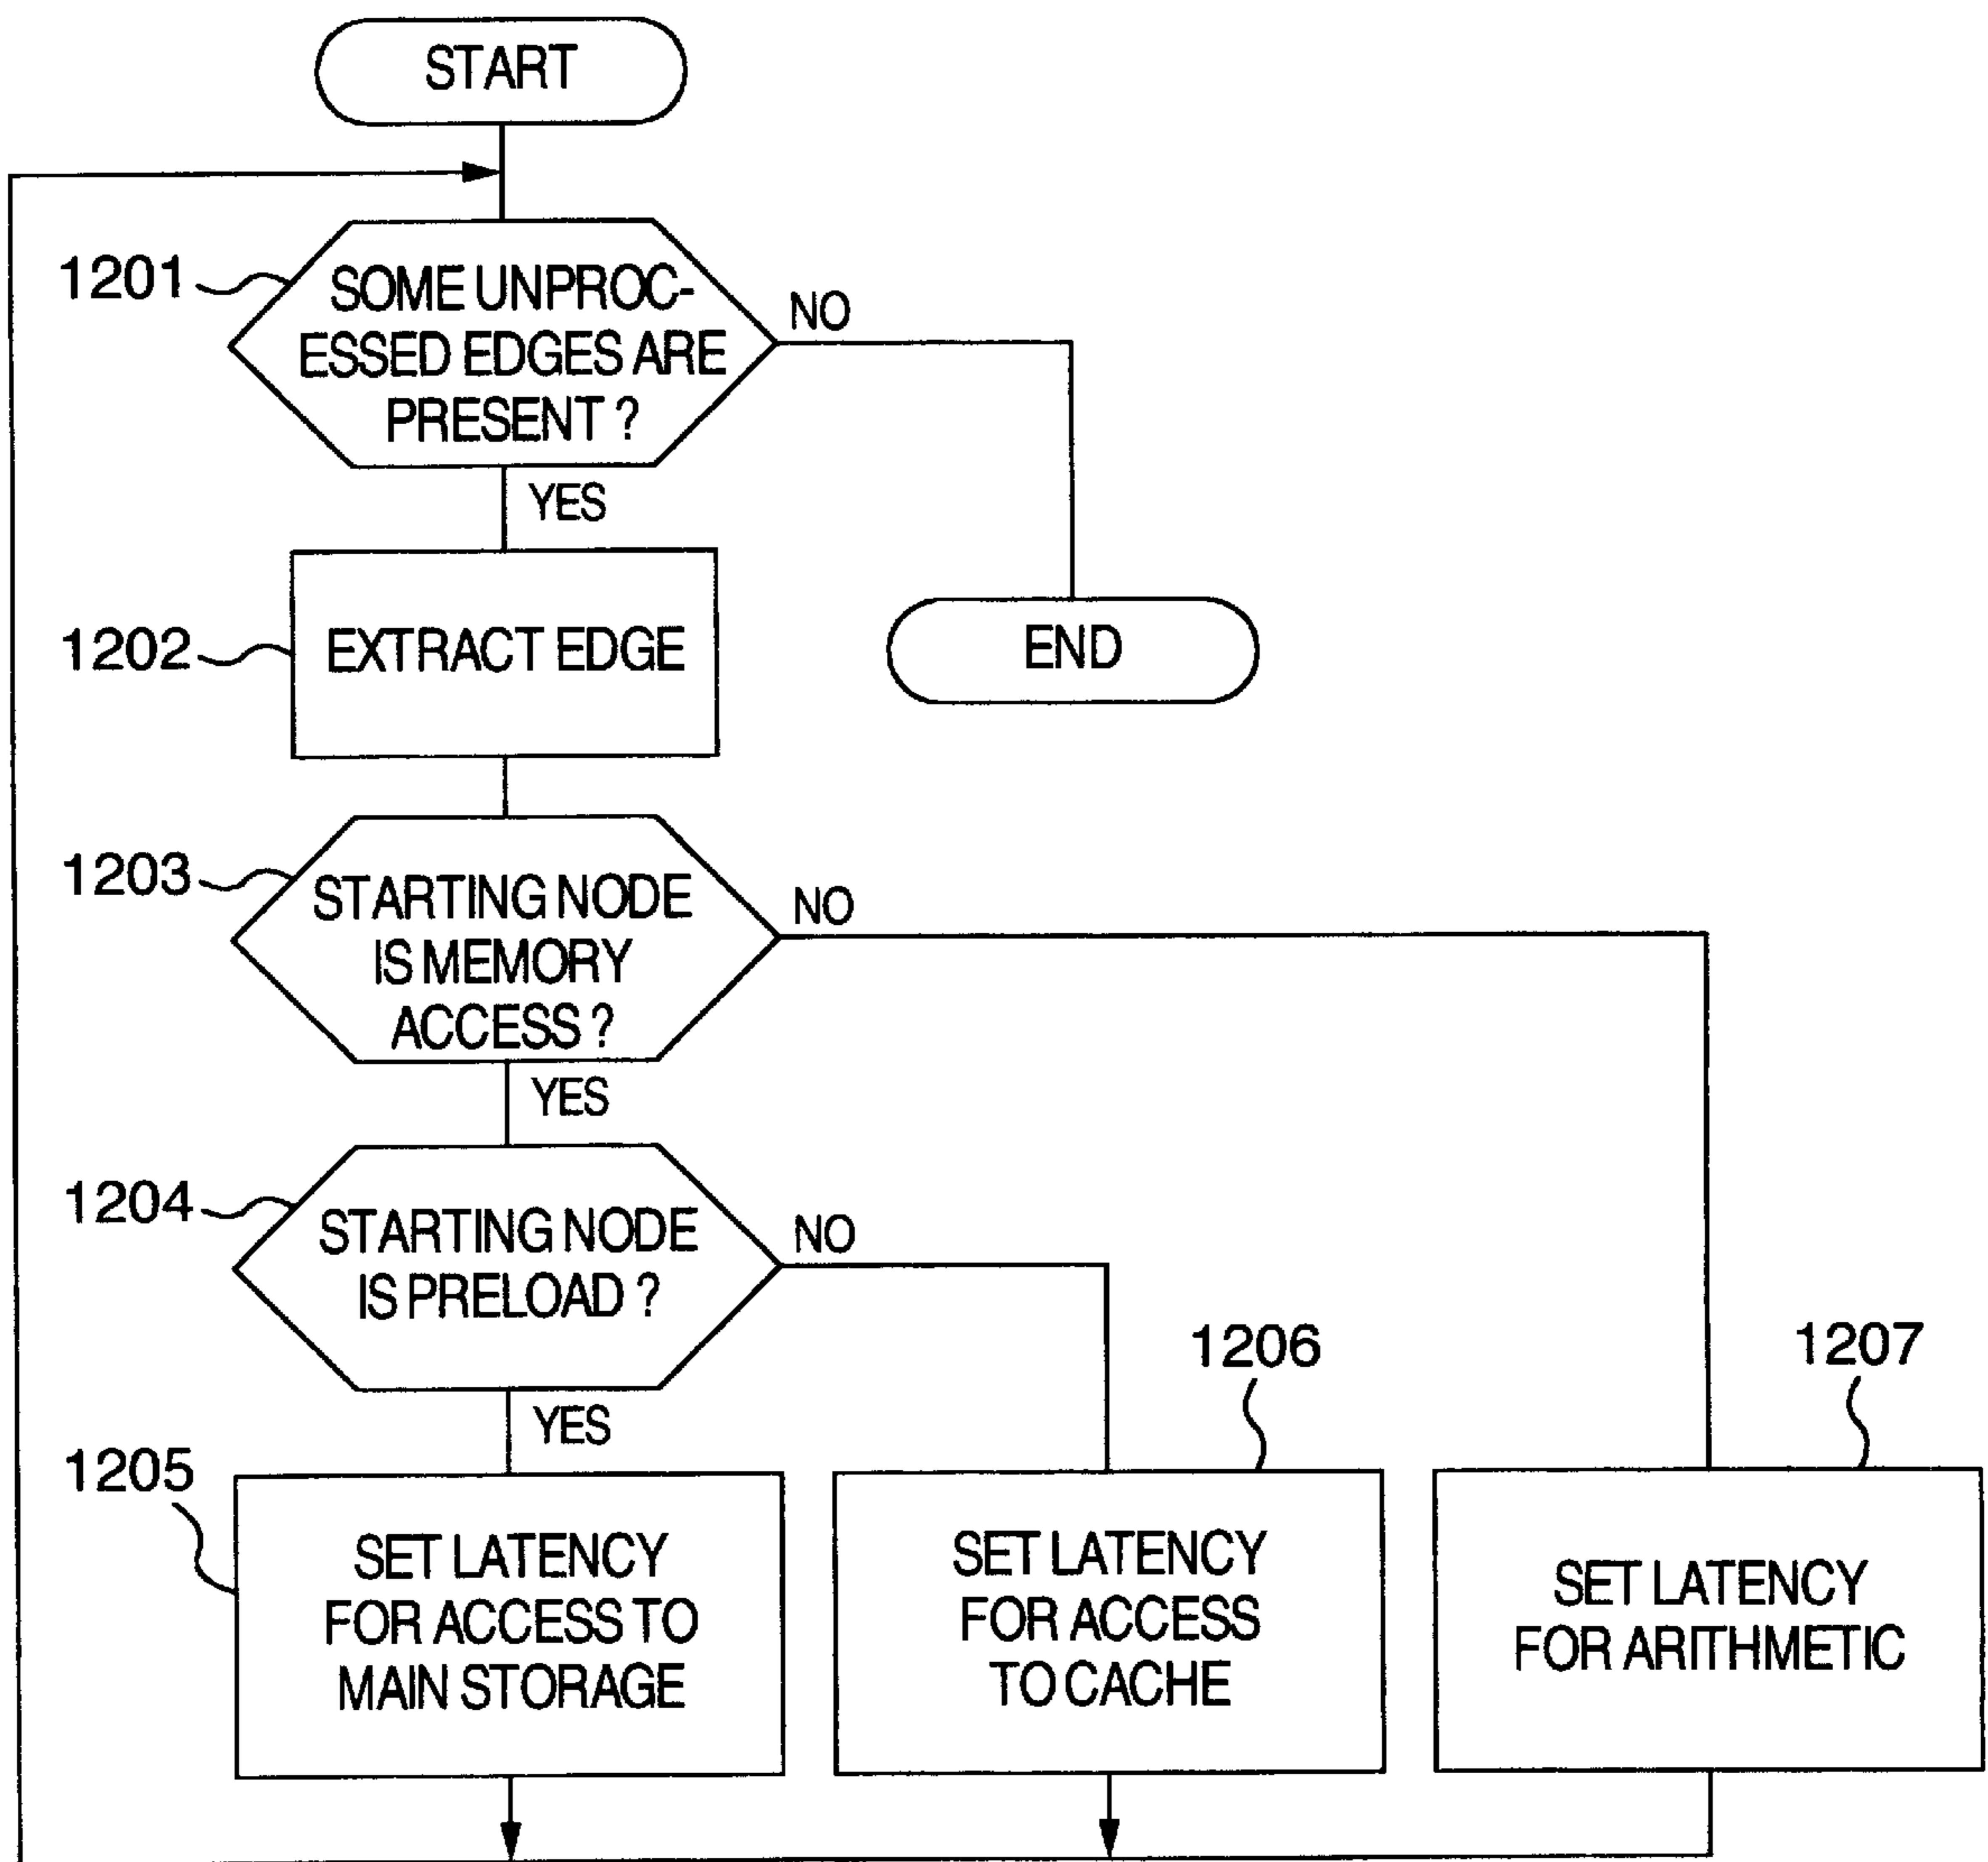 START
1201
SOME UNPROC-
ESSED EDGES ARE
PRESENT ?
NO
YES
1202
EXTRACT EDGE
END
1203
STARTING NODE
IS MEMORY
ACCESS ?
NO
YES
1204
STARTING NODE
IS PRELOAD ?
NO
YES
1205
SET LATENCY
FOR ACCESS TO
MAIN STORAGE
1206
SET LATENCY
FOR ACCESS
TO CACHE
1207
SET LATENCY
FOR ARITHMETIC